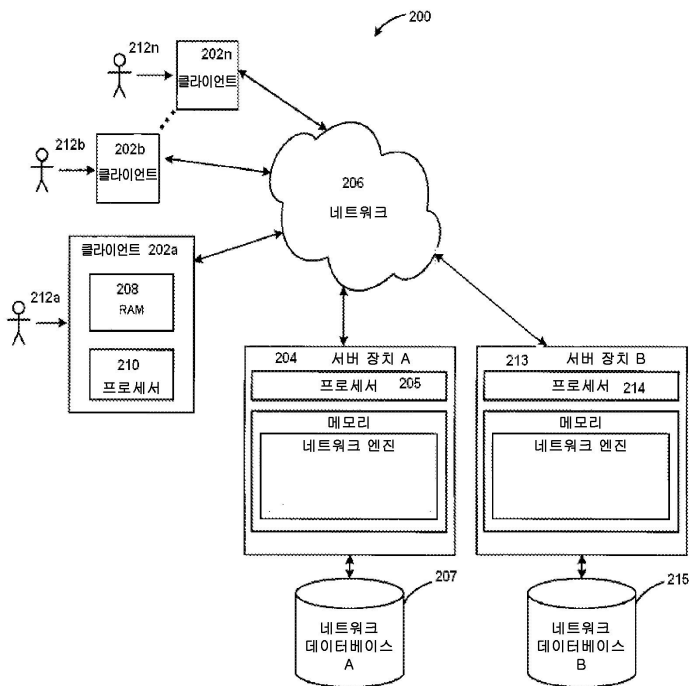 200
212n
202n
클라이언트
212b
202b
클라이언트
206
네트워크
클라이언트 202a
212a
208
RAM
210
프로세서
204 서버 장치 A
프로세서 205
메모리
네트워크 엔진
213 서버 장치 B
프로세서 214
메모리
네트워크 엔진
207
네트워크
데이터베이스
A
215
네트워크
데이터베이스
B